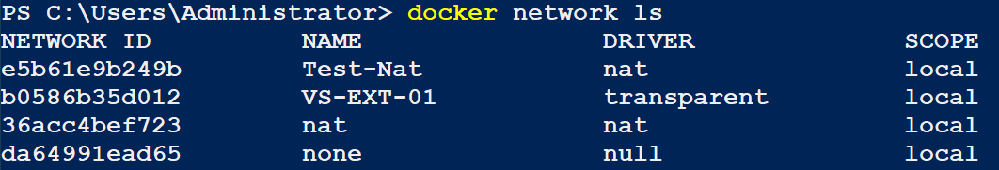 PS C:\Users\Administrator> docker network ls
NETWORK ID NAME DRIVER SCOPE
e5b61e9b249b Test-Nat nat local
b0586b35d012 VS-EXT-01 transparent local
36acc4bef723 nat nat local
da64991ead65 none null local